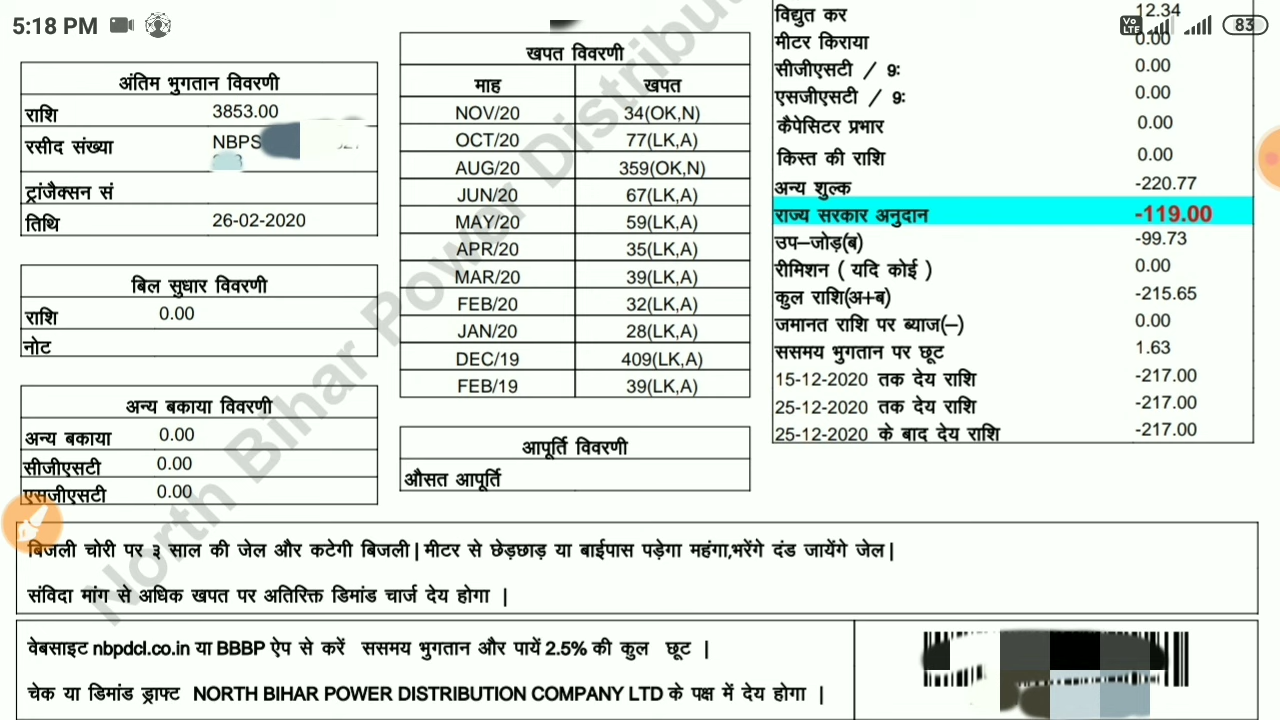 5:18 PM
Vo LTE 83
अंतिम भुगतान विवरणी
राशि 3853.00
रसीद संख्या NBPS
ट्रांजैक्सन सं
तिथि 26-02-2020
बिल सुधार विवरणी
राशि 0.00
नोट
अन्य बकाया विवरणी
अन्य बकाया 0.00
सीजीएसटी 0.00
एसजीएसटी 0.00
खपत विवरणी
माह खपत
NOV/20 34(OK,N)
OCT/20 77(LK,A)
AUG/20 359(OK,N)
JUN/20 67(LK,A)
MAY/20 59(LK,A)
APR/20 35(LK,A)
MAR/20 39(LK,A)
FEB/20 32(LK,A)
JAN/20 28(LK,A)
DEC/19 409(LK,A)
FEB/19 39(LK,A)
आपूर्ति विवरणी
औसत आपूर्ति
विद्युत कर 12.34
मीटर किराया 0.00
सीजीएसटी / 9ः 0.00
एसजीएसटी / 9ः 0.00
कैपेसिटर प्रभार 0.00
किस्त की राशि 0.00
अन्य शुल्क -220.77
राज्य सरकार अनुदान -119.00
उप–जोड़(ब) -99.73
रीमिशन ( यदि कोई ) 0.00
कुल राशि(अ+ब) -215.65
जमानत राशि पर ब्याज(–) 0.00
ससमय भुगतान पर छूट 1.63
15-12-2020 तक देय राशि -217.00
25-12-2020 तक देय राशि -217.00
25-12-2020 के बाद देय राशि -217.00
North Bihar Power Distribut
बिजली चोरी पर ३ साल की जेल और कटेगी बिजली | मीटर से छेड़छाड़ या बाईपास पड़ेगा महंगा,भरेंगे दंड जायेंगे जेल |
संविदा मांग से अधिक खपत पर अतिरिक्त डिमांड चार्ज देय होगा |
वेबसाइट nbpdcl.co.in या BBBP ऐप से करें ससमय भुगतान और पायें 2.5% की कुल छूट |
चेक या डिमांड ड्राफ्ट NORTH BIHAR POWER DISTRIBUTION COMPANY LTD के पक्ष में देय होगा |